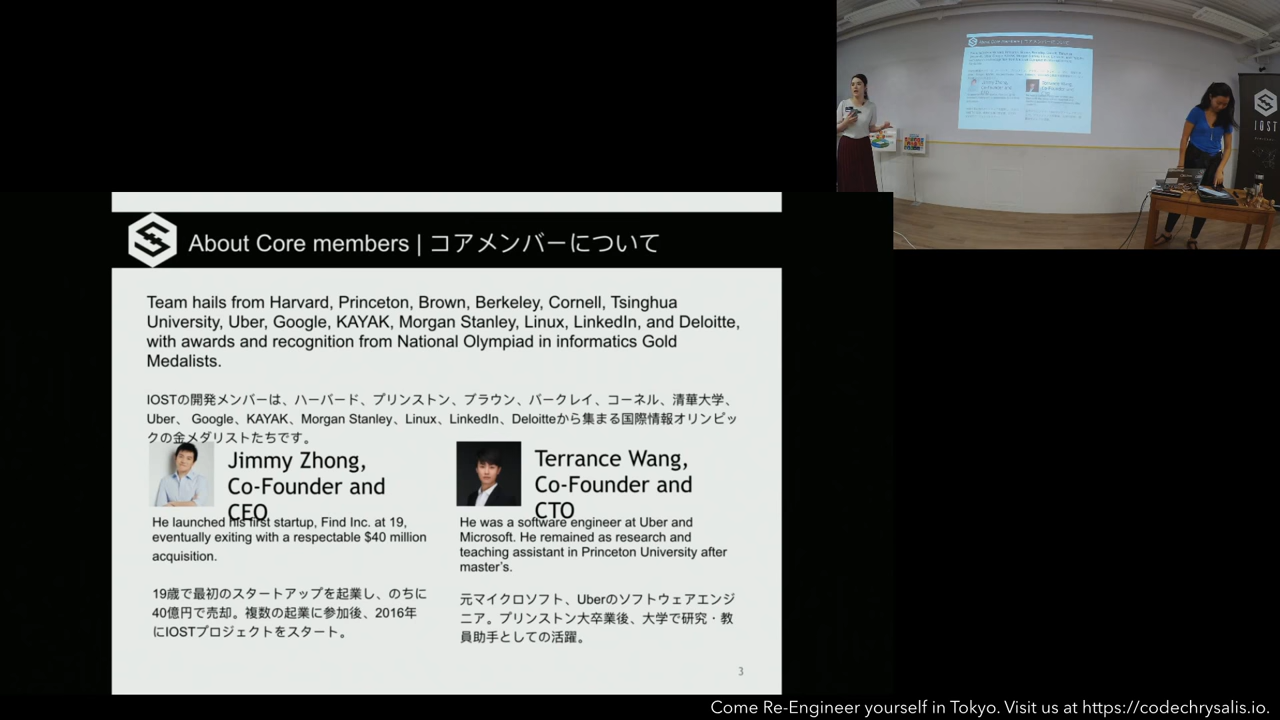 About Core members | コアメンバーについて
Team hails from Harvard, Princeton, Brown, Berkeley, Cornell, Tsinghua
University, Uber, Google, KAYAK, Morgan Stanley, Linux, LinkedIn, and Deloitte,
with awards and recognition from National Olympiad in informatics Gold
Medalists.
IOSTの開発メンバーは、ハーバード、プリンストン、ブラウン、バークレイ、コーネル、清華大学、
Uber、 Google、KAYAK、Morgan Stanley、Linux、LinkedIn、Deloitteから集まる国際情報オリンピッ
クの金メダリストたちです。
Jimmy Zhong,
Co-Founder and
CEO
He launched his first startup, Find Inc. at 19,
eventually exiting with a respectable $40 million
acquisition.
19歳で最初のスタートアップを起業し、のちに
40億円で売却。複数の起業に参加後、2016年
にIOSTプロジェクトをスタート。
Terrance Wang,
Co-Founder and
CTO
He was a software engineer at Uber and
Microsoft. He remained as research and
teaching assistant in Princeton University after
master's.
元マイクロソフト、Uberのソフトウェアエンジ
ニア。プリンストン大卒業後、大学で研究・教
員助手としての活躍。
3
IOST
Come Re-Engineer yourself in Tokyo. Visit us at https://codechrysalis.io.